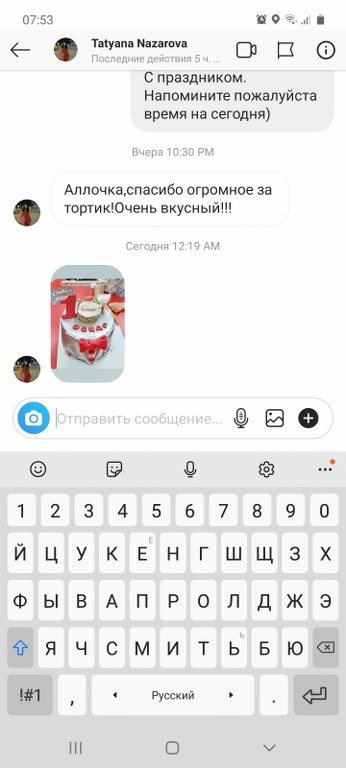 07:53
Tatyana Nazarova
Последние действия 5 ч. ...
С праздником.
Напомините пожалуйста
время на сегодня)
Вчера 10:30 PM
Аллочка,спасибо огромное за
тортик!Очень вкусный!!!
Сегодня 12:19 AM
Отправить сообщение...
1 2 3 4 5 6 7 8 9 0
Й Ц У К Е Ё Н Г Ш Щ З Х
Ф Ы В А П Р О Л Д Ж Э
Я Ч С М И Т Ь Ъ Б Ю
!#1 , Русский .